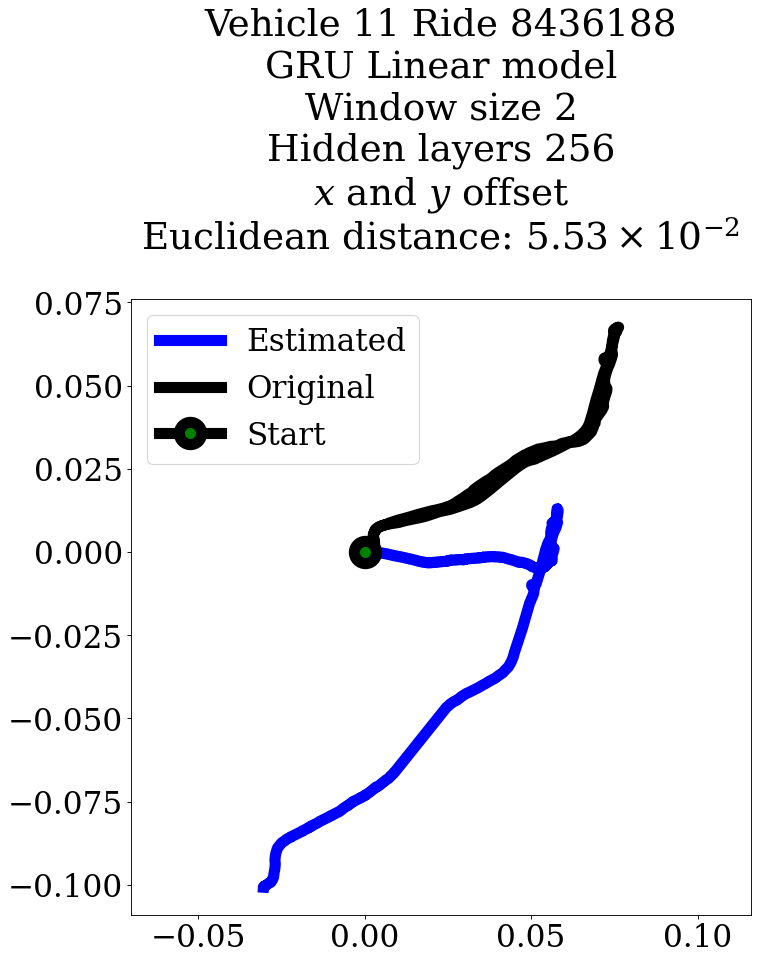 Vehicle 11 Ride 8436188
GRU Linear model
Window size 2
Hidden layers 256
x and y offset
Euclidean distance: 5.53 × 10⁻²
0.075
0.050
0.025
0.000
−0.025
−0.050
−0.075
−0.100
Estimated
Original
Start
−0.05 0.00 0.05 0.10